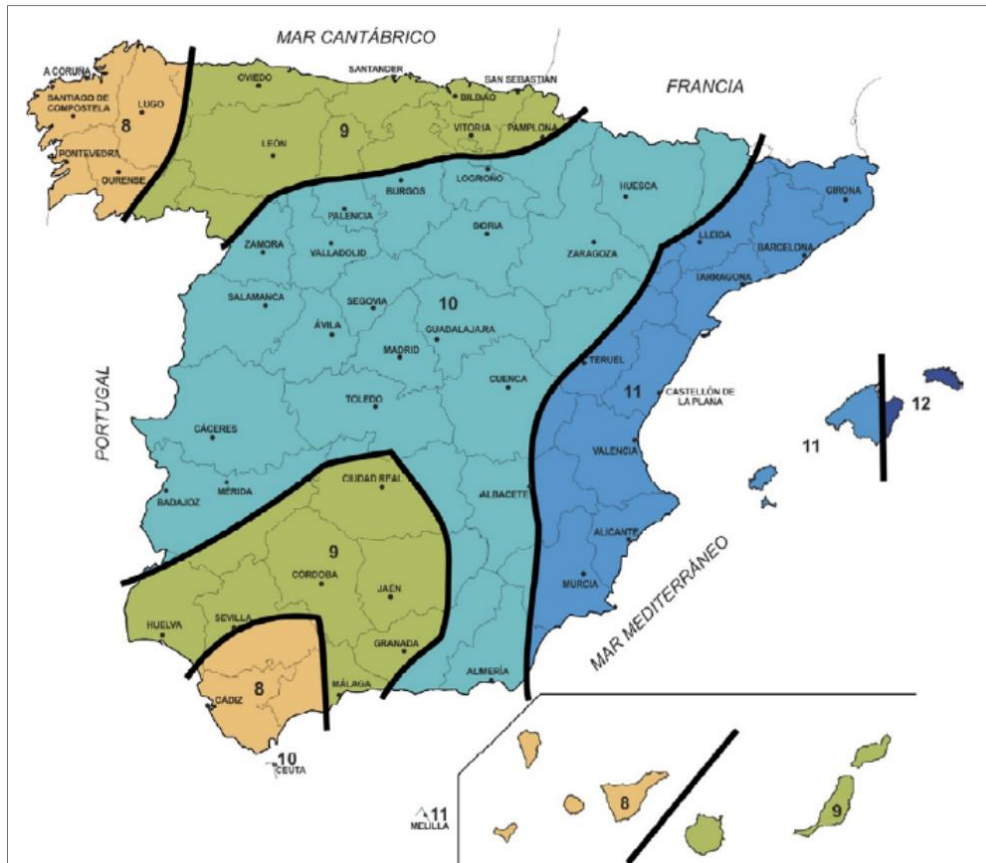 MAR CANTÁBRICO
A CORUÑA
OVIEDO
SANTANDER
SAN SEBASTIÁN
FRANCIA
SANTIAGO DE
COMPOSTELA
LUGO
8
BILBAO
9
VITORIA
PAMPLONA
LEÓN
PONTEVEDRA
OURENSE
LOGROÑO
BURGOS
HUESCA
GIRONA
PALENCIA
SORIA
LLEIDA
BARCELONA
ZAMORA
VALLADOLID
ZARAGOZA
TARRAGONA
SALAMANCA
SEGOVIA
10
ÁVILA
GUADALAJARA
MADRID
TERUEL
PORTUGAL
CUENCA
11
CASTELLÓN DE
LA PLANA
12
TOLEDO
CÁCERES
11
VALENCIA
CIUDAD REAL
MÉRIDA
BADAJOZ
ALBACETE
ALICANTE
9
CÓRDOBA
MURCIA
JAÉN
MAR MEDITERRÁNEO
HUELVA
SEVILLA
GRANADA
ALMERÍA
MÁLAGA
8
CÁDIZ
10
CEUTA
11
MELILLA
8
9